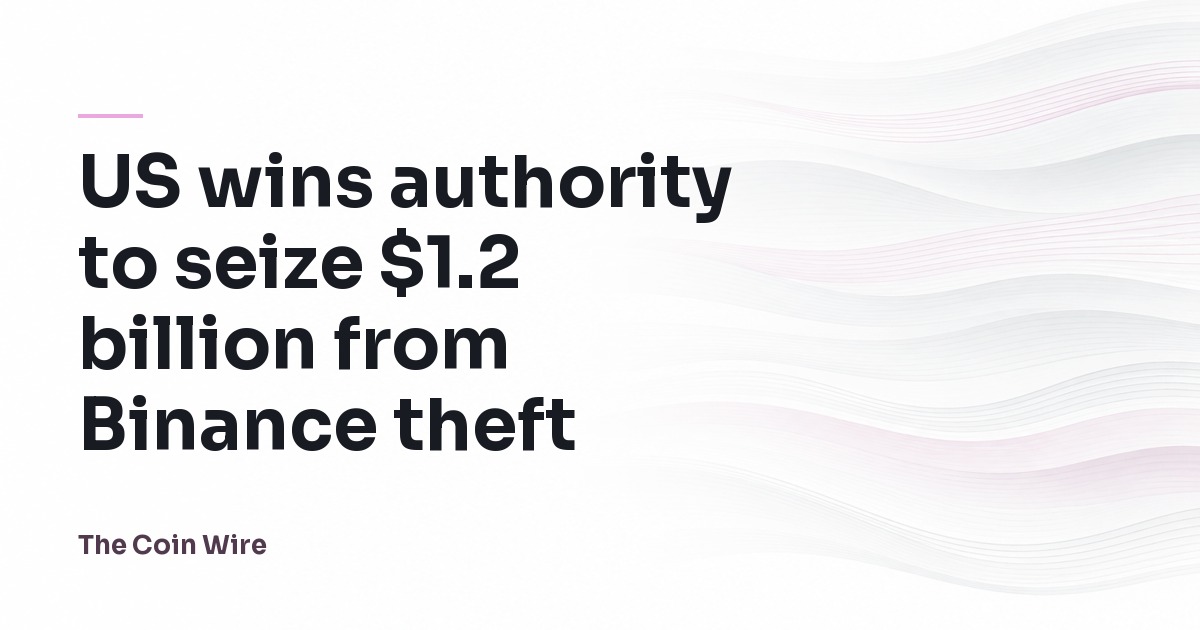 US wins authority
to seize $1.2
billion from
Binance theft
The Coin Wire